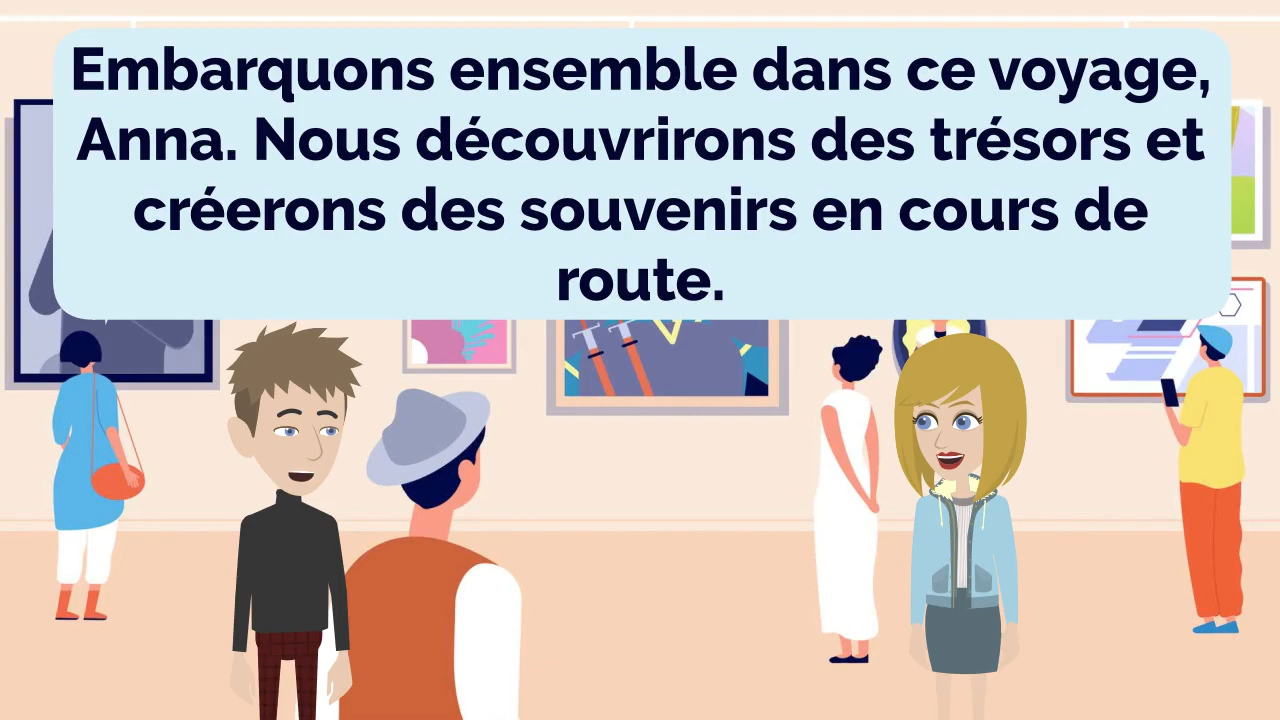 Embarquons ensemble dans ce voyage,
Anna. Nous découvrirons des trésors et
créerons des souvenirs en cours de
route.